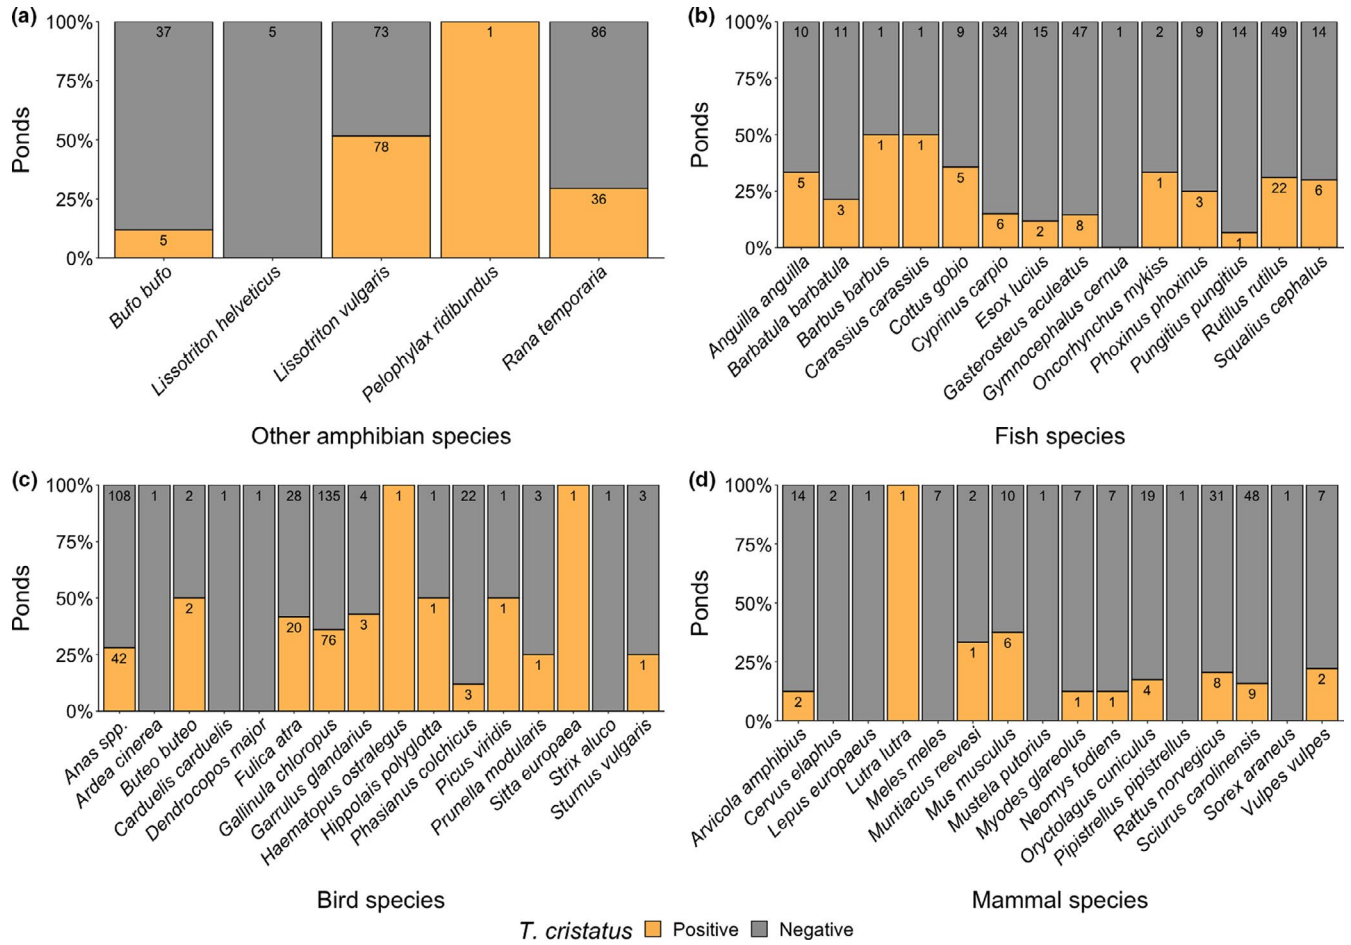 (a)
100%
75%
50%
25%
0%
Ponds
37 5 73 1 86
5 78 36
Bufo bufo
Lissotriton helveticus
Lissotriton vulgaris
Pelophylax ridibundus
Rana temporaria
Other amphibian species
(b)
100%
75%
50%
25%
0%
Ponds
10 11 1 1 9 34 15 47 1 2 9 14 49 14
5 3 1 1 5 6 2 8 1 3 1 22 6
Anguilla anguilla
Barbatula barbatula
Barbus barbus
Carassius carassius
Cottus gobio
Cyprinus carpio
Esox lucius
Gasterosteus aculeatus
Gymnocephalus cernua
Oncorhynchus mykiss
Phoxinus phoxinus
Pungitius pungitius
Rutilus rutilus
Squalius cephalus
Fish species
(c)
100%
75%
50%
25%
0%
Ponds
108 1 2 1 1 28 135 4 1 1 22 1 3 1 1 3
42 2 20 76 3 1 3 1 1 1
Anas spp.
Ardea cinerea
Buteo buteo
Carduelis carduelis
Dendrocopos major
Fulica atra
Gallinula chloropus
Garrulus glandarius
Haematopus ostralegus
Hippolais polyglotta
Phasianus colchicus
Picus viridis
Prunella modularis
Sitta europaea
Strix aluco
Sturnus vulgaris
Bird species
(d)
100%
75%
50%
25%
0%
Ponds
14 2 1 1 7 2 10 1 7 7 19 1 31 48 1 7
2 1 6 1 1 4 8 9 2
Arvicola amphibius
Cervus elaphus
Lepus europaeus
Lutra lutra
Meles meles
Muntiacus reevesi
Mus musculus
Mustela putorius
Myodes glareolus
Neomys fodiens
Oryctolagus cuniculus
Pipistrellus pipistrellus
Rattus norvegicus
Sciurus carolinensis
Sorex araneus
Vulpes vulpes
Mammal species
T. cristatus Positive Negative